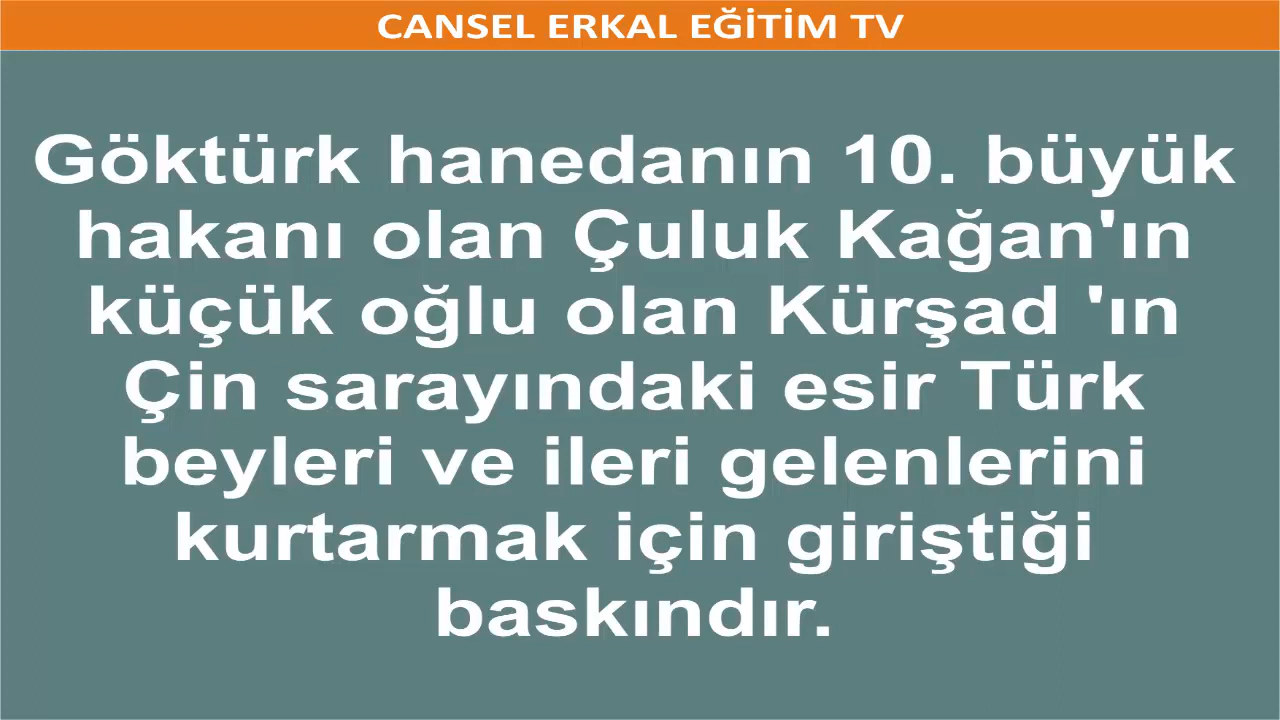 CANSEL ERKAL EĞİTİM TV
Göktürk hanedanın 10. büyük
hakanı olan Çuluk Kağan'ın
küçük oğlu olan Kürşad 'ın
Çin sarayındaki esir Türk
beyleri ve ileri gelenlerini
kurtarmak için giriştiği
baskındır.